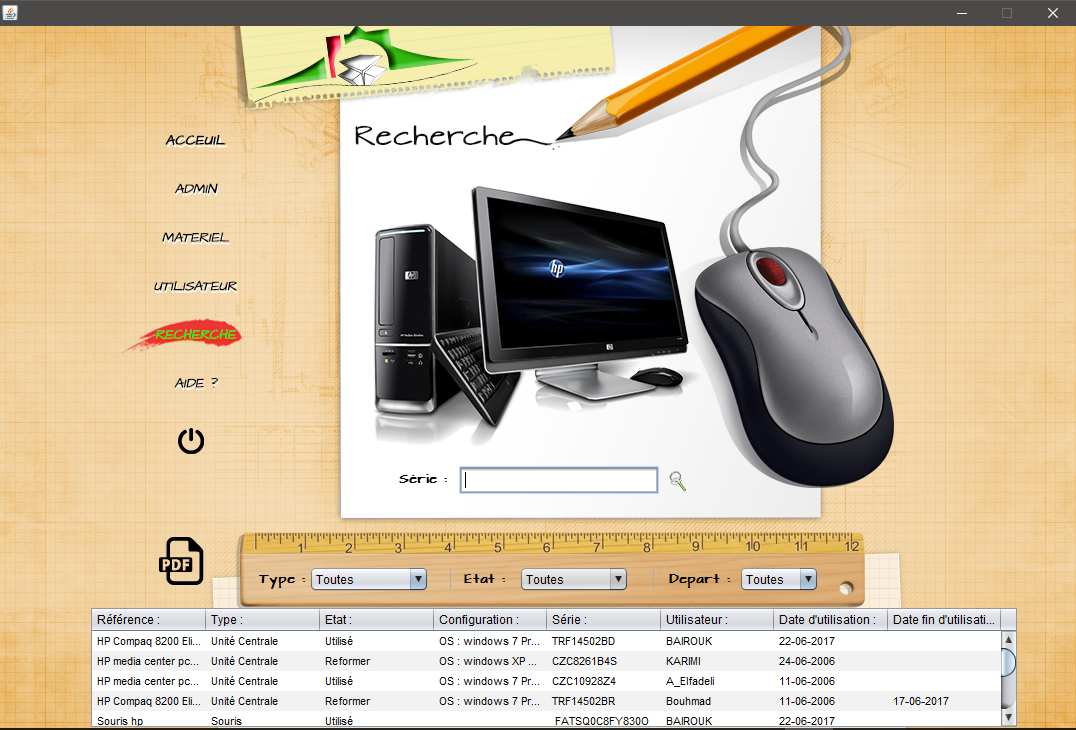 Recherche
ACCEUIL
ADMIN
MATERIEL
UTILISATEUR
RECHERCHE
AIDE ?
hp
hp
Série :
PDF
1 2 3 4 5 6 7 8 9 10 11 12
Type : Toutes Etat : Toutes Depart : Toutes
Référence : Type : Etat : Configuration : Série : Utilisateur : Date d'utilisation : Date fin d'utilisati...
HP Compaq 8200 Eli... Unité Centrale Utilisé OS : windows 7 Pr... TRF14502BD BAIROUK 22-06-2017
HP media center pc... Unité Centrale Reformer OS : windows XP ... CZC8261B4S KARIMI 24-06-2006
HP media center pc... Unité Centrale Utilisé OS : windows 7 Pr... CZC10928Z4 A_Elfadeli 11-06-2006
HP Compaq 8200 Eli... Unité Centrale Reformer OS : windows 7 Pr... TRF14502BR Bouhmad 11-06-2006 17-06-2017
Souris hp Souris Utilisé FATSQ0C8FY830O BAIROUK 22-06-2017